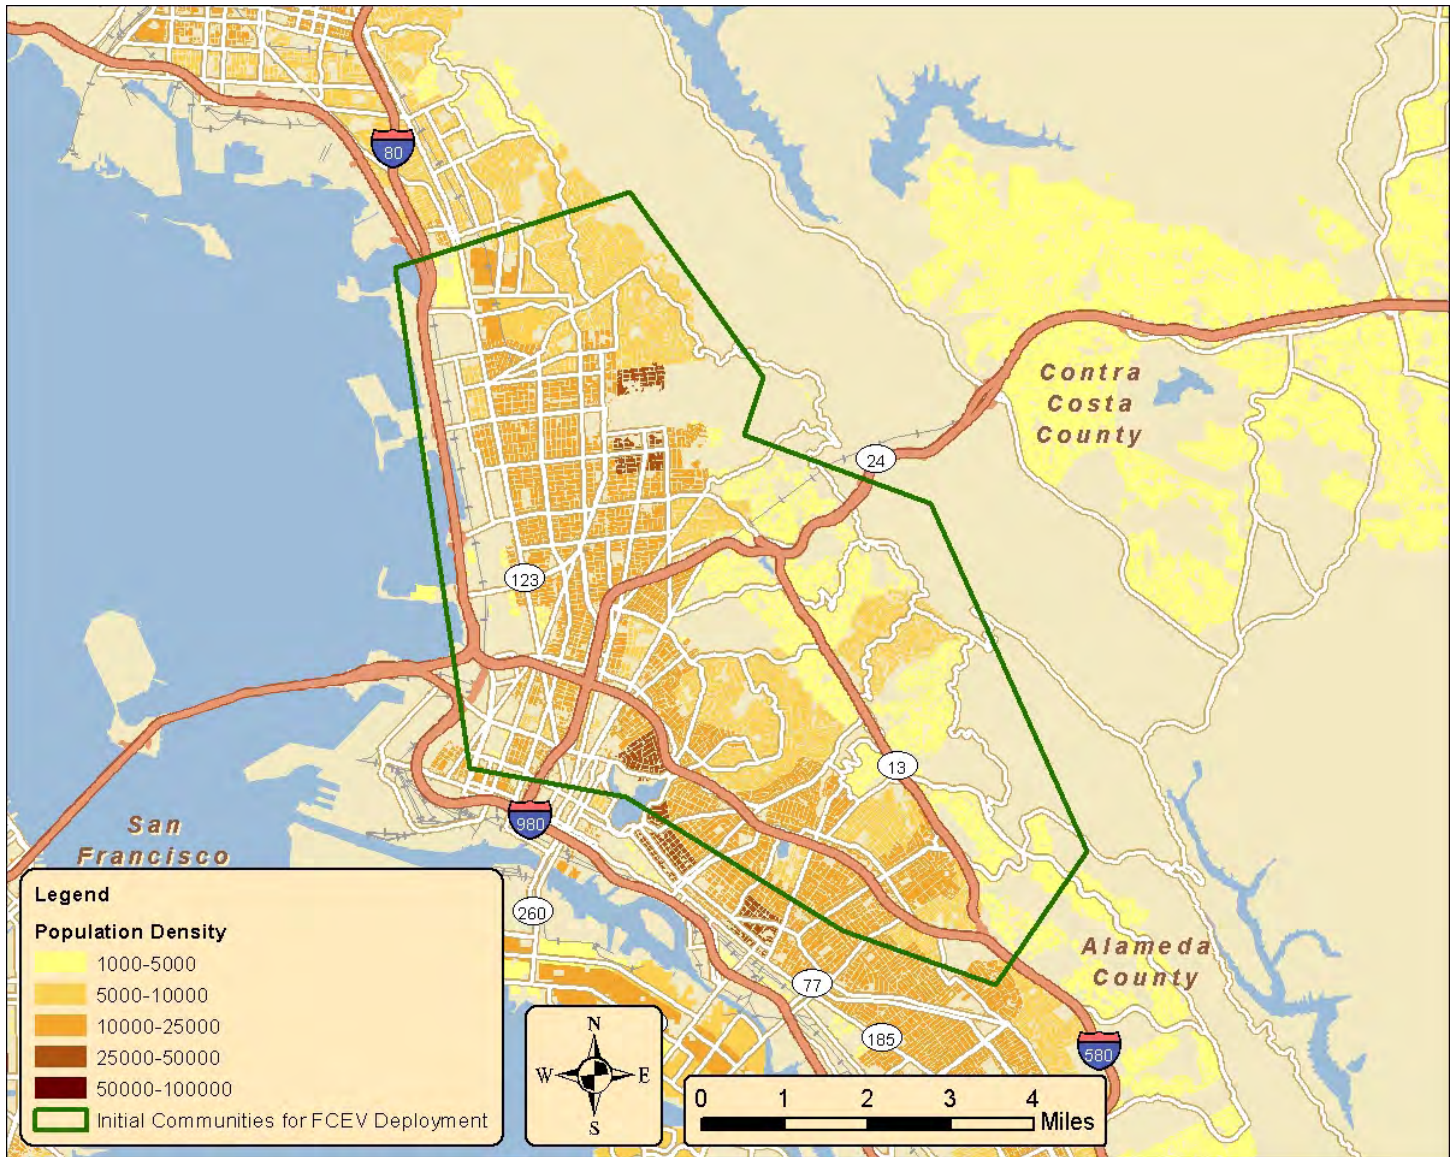 80
24
Contra
Costa
County
123
13
San
Francisco
980
260
77
185
580
Alameda
County
Legend
Population Density
1000-5000
5000-10000
10000-25000
25000-50000
50000-100000
Initial Communities for FCEV Deployment
N
W E
S
0 1 2 3 4
Miles